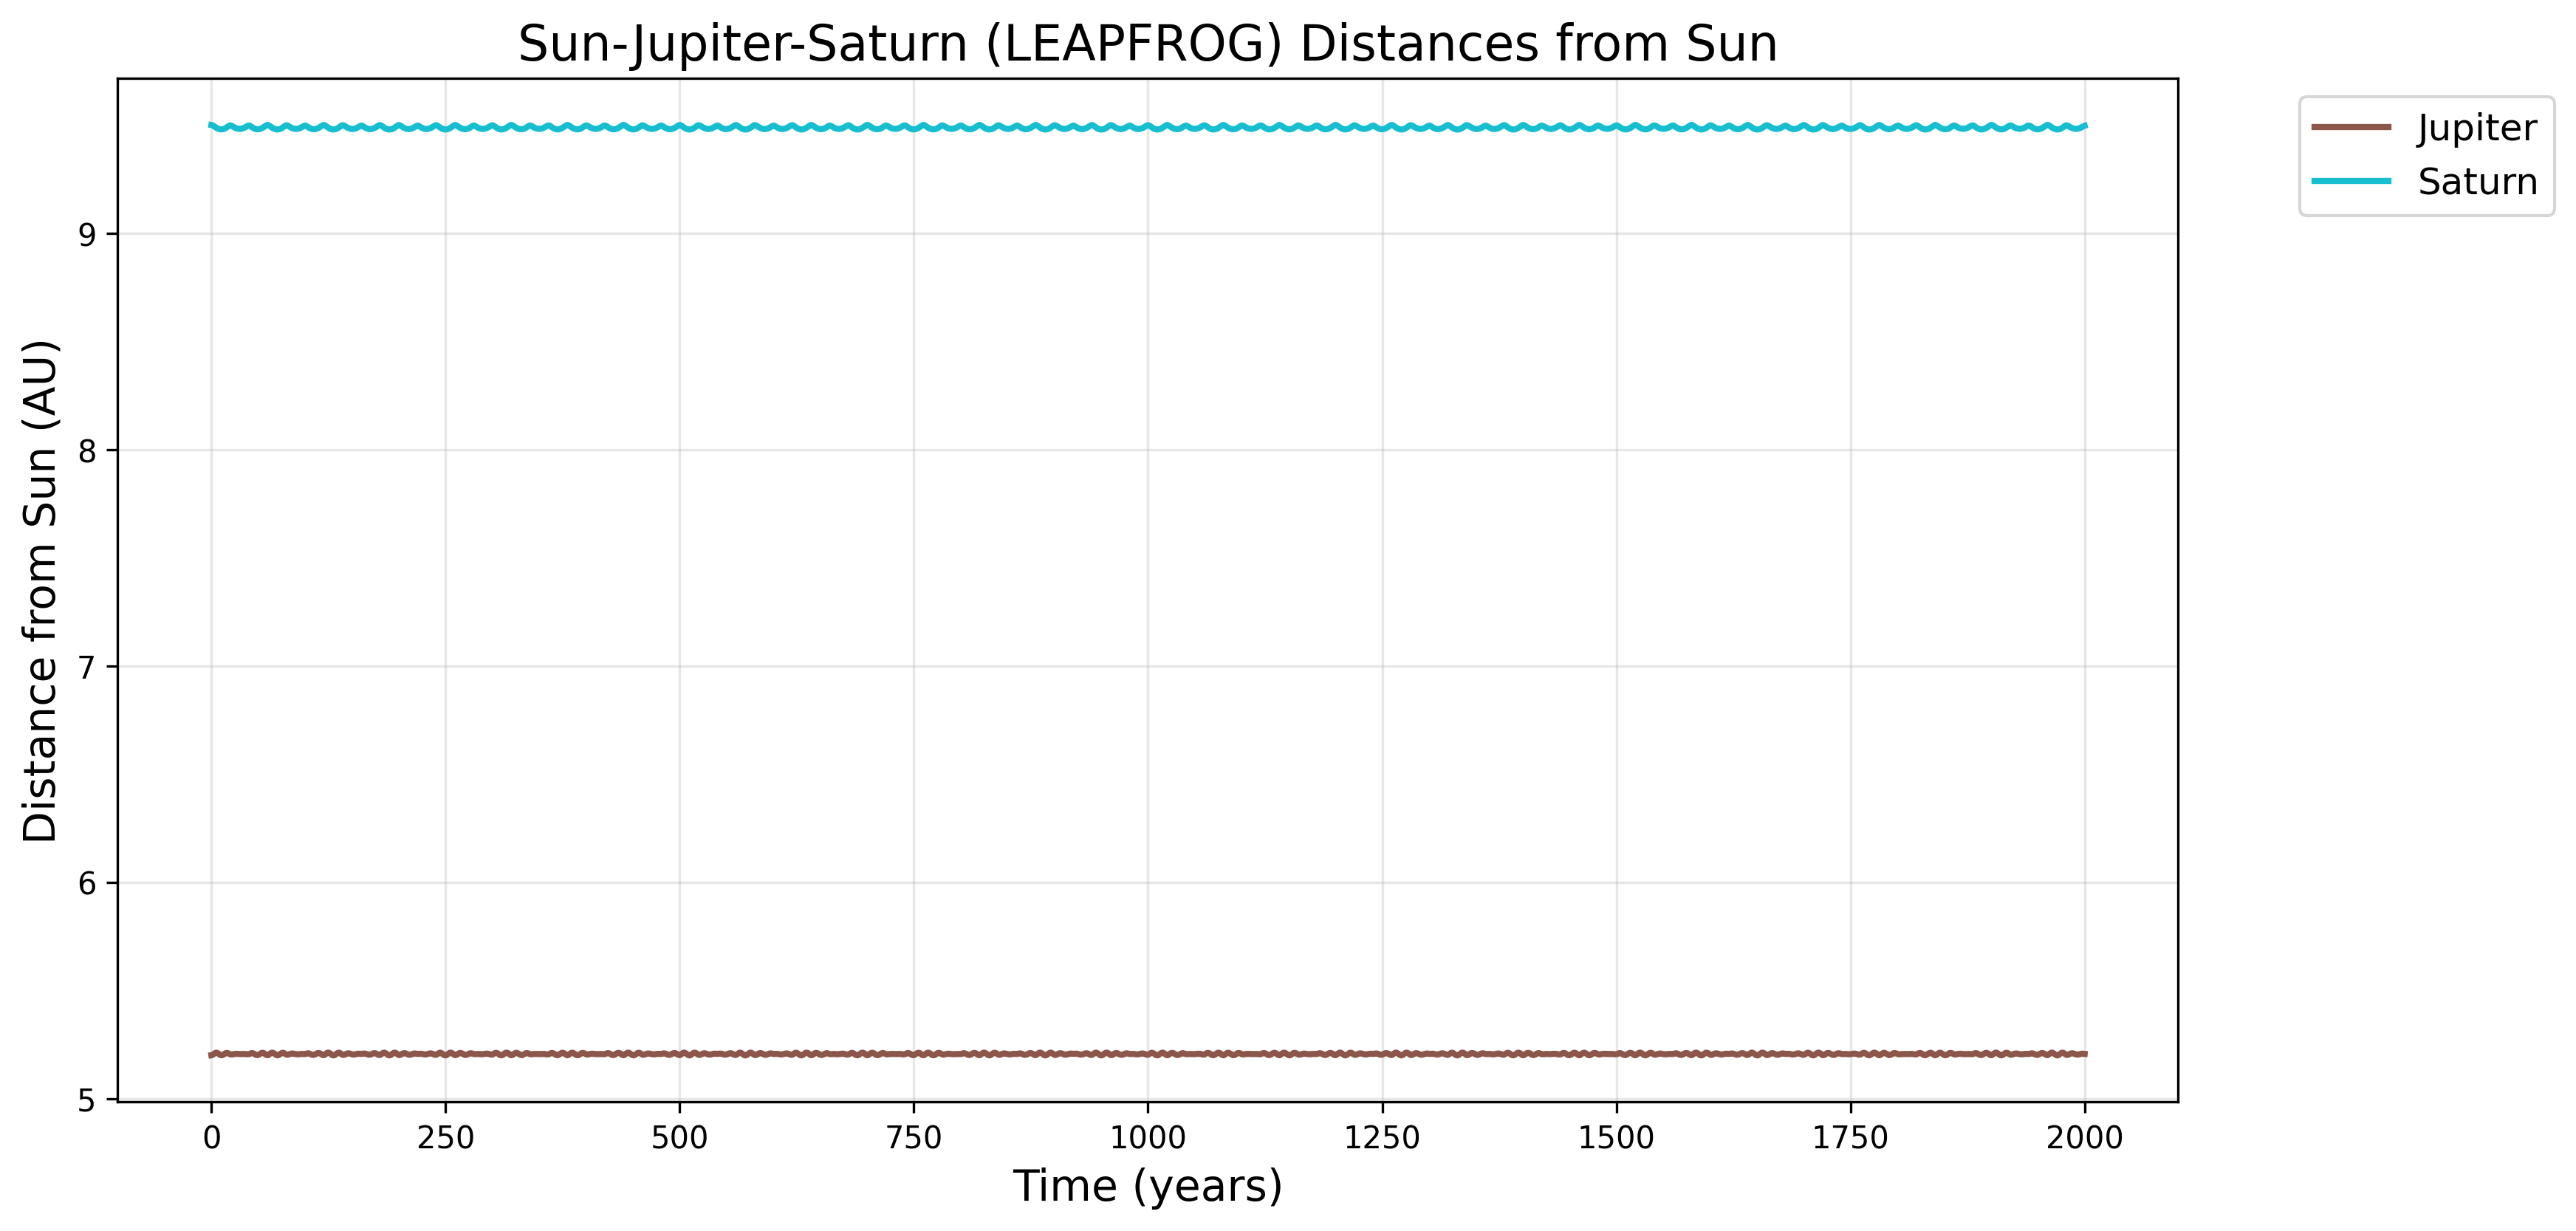 Sun-Jupiter-Saturn (LEAPFROG) Distances from Sun
Jupiter
Saturn
Distance from Sun (AU)
9
8
7
6
5
0 250 500 750 1000 1250 1500 1750 2000
Time (years)